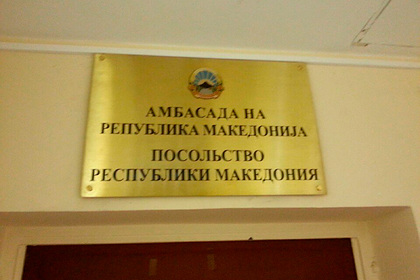 АМБАСАДА НА
РЕПУБЛИКА МАКЕДОНИЈА
ПОСОЛЬСТВО
РЕСПУБЛИКИ МАКЕДОНИЯ